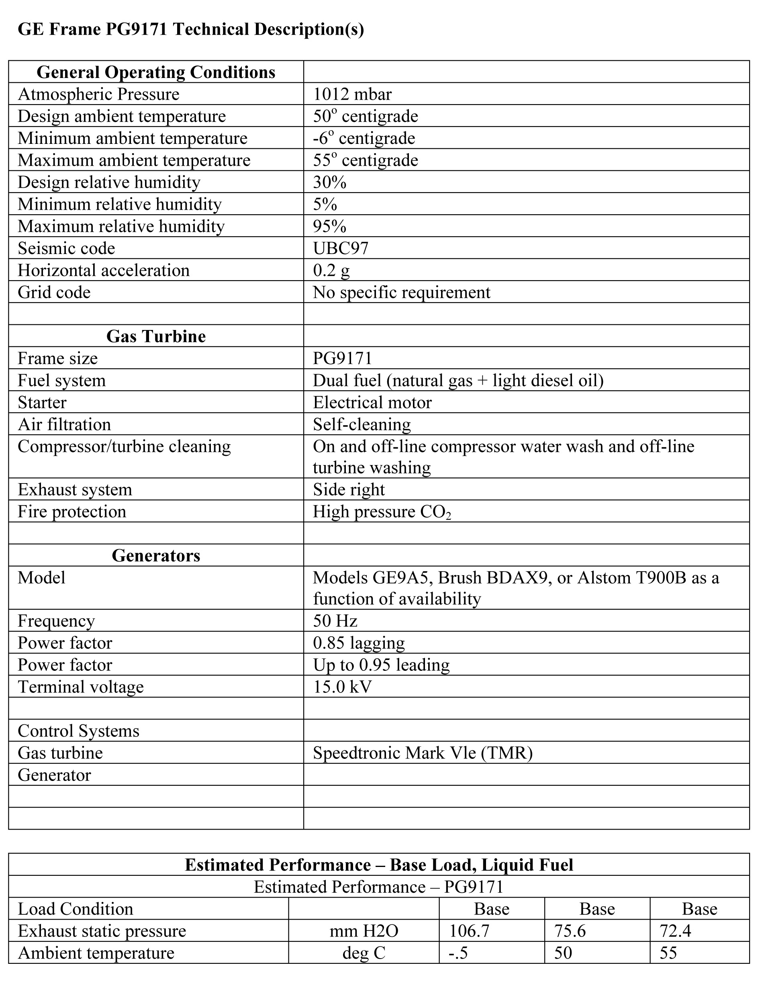 GE Frame PG9171 Technical Description(s)
General Operating Conditions
Atmospheric Pressure 1012 mbar
Design ambient temperature 50º centigrade
Minimum ambient temperature -6º centigrade
Maximum ambient temperature 55º centigrade
Design relative humidity 30%
Minimum relative humidity 5%
Maximum relative humidity 95%
Seismic code UBC97
Horizontal acceleration 0.2 g
Grid code No specific requirement
Gas Turbine
Frame size PG9171
Fuel system Dual fuel (natural gas + light diesel oil)
Starter Electrical motor
Air filtration Self-cleaning
Compressor/turbine cleaning On and off-line compressor water wash and off-line
turbine washing
Exhaust system Side right
Fire protection High pressure CO₂
Generators
Model Models GE9A5, Brush BDAX9, or Alstom T900B as a
function of availability
Frequency 50 Hz
Power factor 0.85 lagging
Power factor Up to 0.95 leading
Terminal voltage 15.0 kV
Control Systems
Gas turbine Speedtronic Mark Vle (TMR)
Generator
Estimated Performance – Base Load, Liquid Fuel
Estimated Performance – PG9171
Load Condition Base Base Base
Exhaust static pressure mm H2O 106.7 75.6 72.4
Ambient temperature deg C -.5 50 55